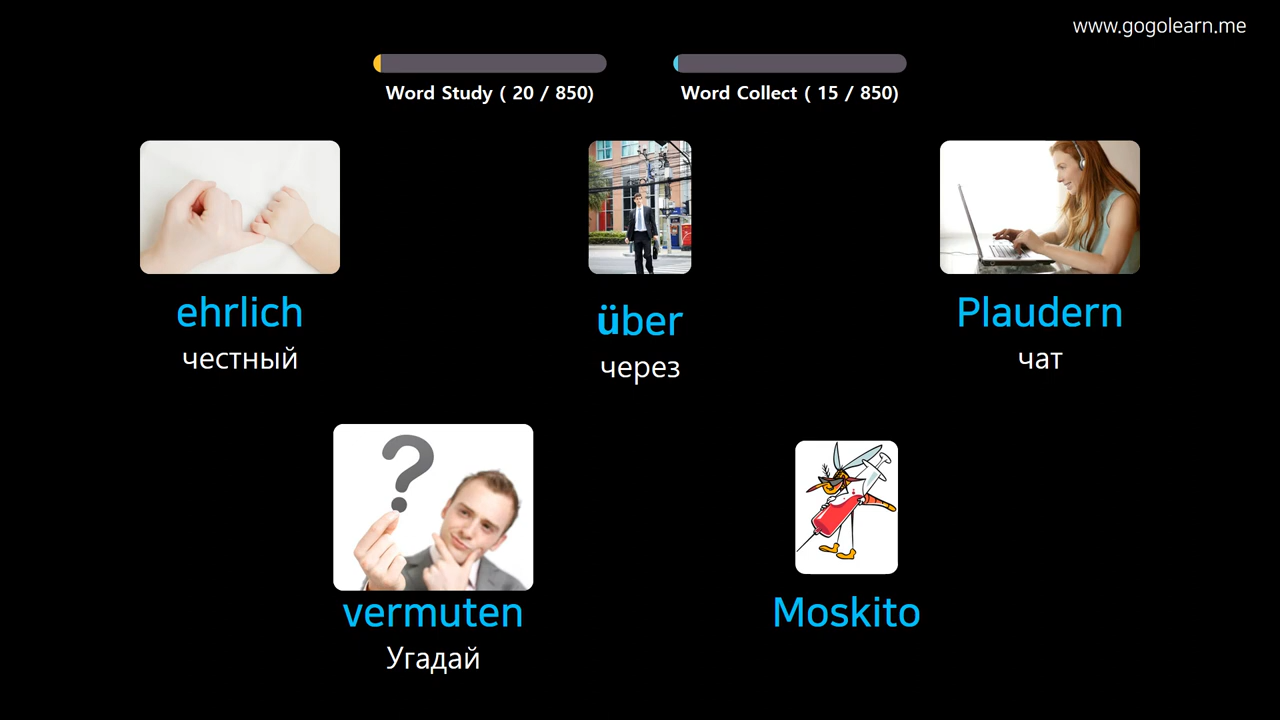 www.gogolearn.me
Word Study ( 20 / 850)
Word Collect ( 15 / 850)
ehrlich
честный
über
через
Plaudern
чат
vermuten
Угадай
Moskito